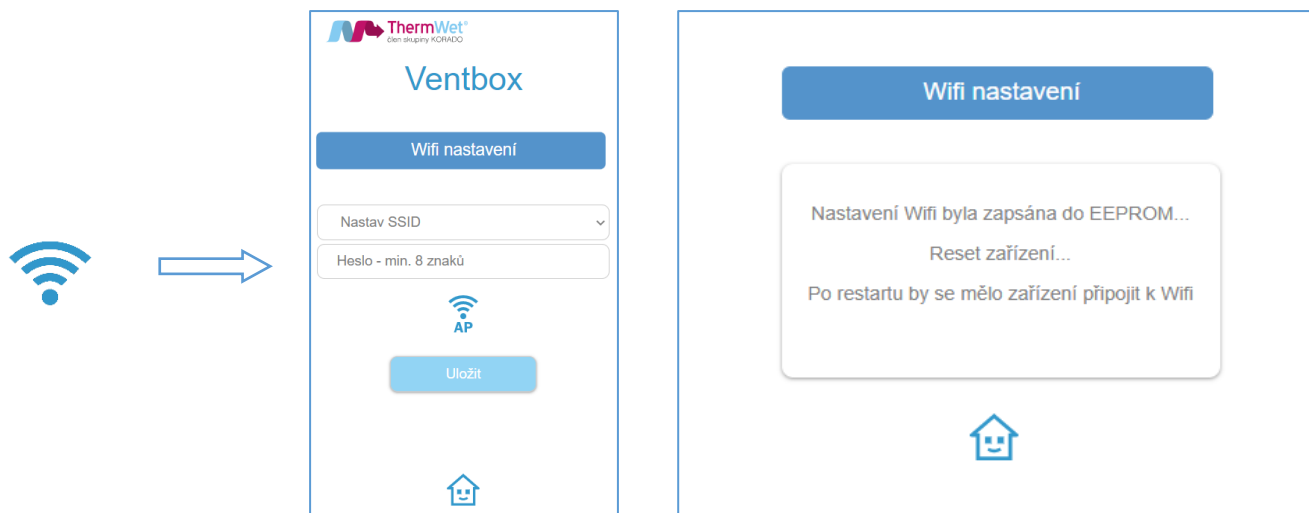 ThermWet®
člen skupiny KORADO
Ventbox
Wifi nastavení
Nastav SSID
Heslo - min. 8 znaků
AP
Uložit
Wifi nastavení
Nastavení Wifi byla zapsána do EEPROM...
Reset zařízení...
Po restartu by se mělo zařízení připojit k Wifi